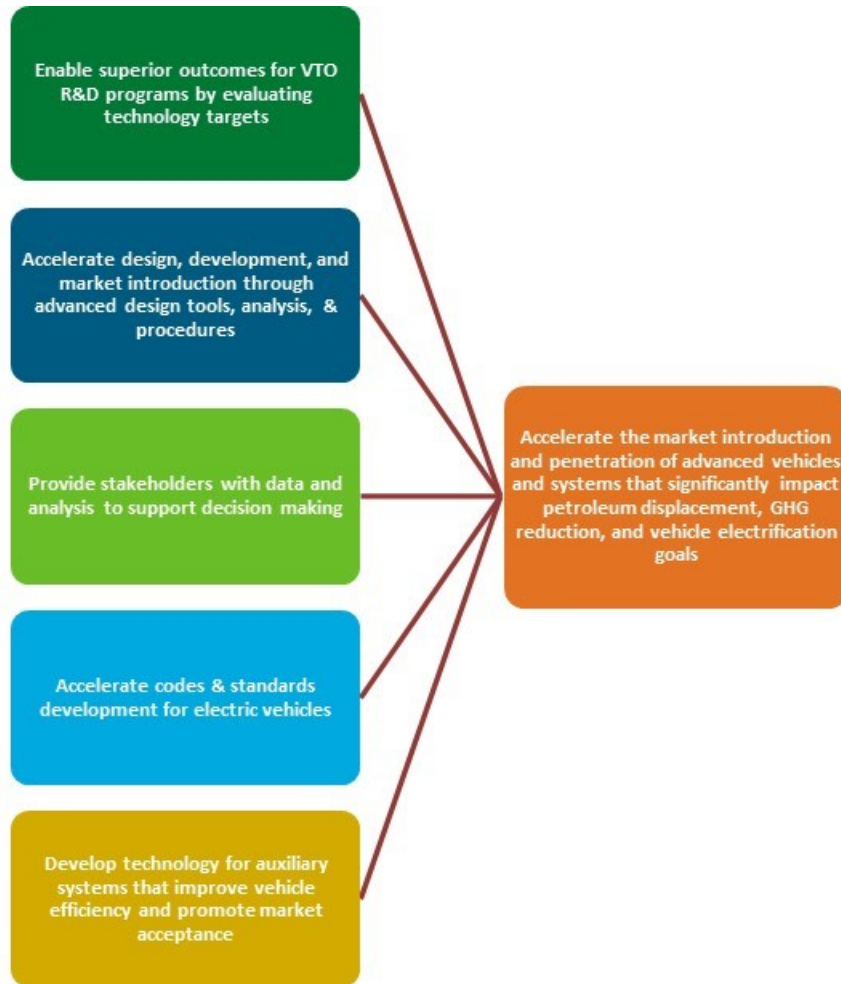 Enable superior outcomes for VTO
R&D programs by evaluating
technology targets
Accelerate design, development, and
market introduction through
advanced design tools, analysis, &
procedures
Provide stakeholders with data and
analysis to support decision making
Accelerate codes & standards
development for electric vehicles
Develop technology for auxiliary
systems that improve vehicle
efficiency and promote market
acceptance
Accelerate the market introduction
and penetration of advanced vehicles
and systems that significantly impact
petroleum displacement, GHG
reduction, and vehicle electrification
goals